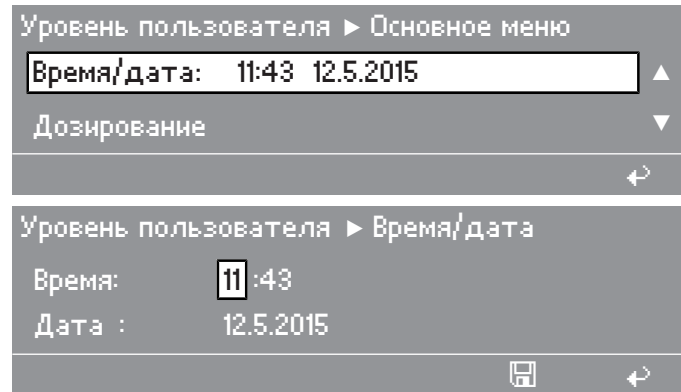 Уровень пользователя ► Основное меню
Время/дата: 11:43 12.5.2015
Дозирование
Уровень пользователя ► Время/дата
Время: 11 :43
Дата : 12.5.2015